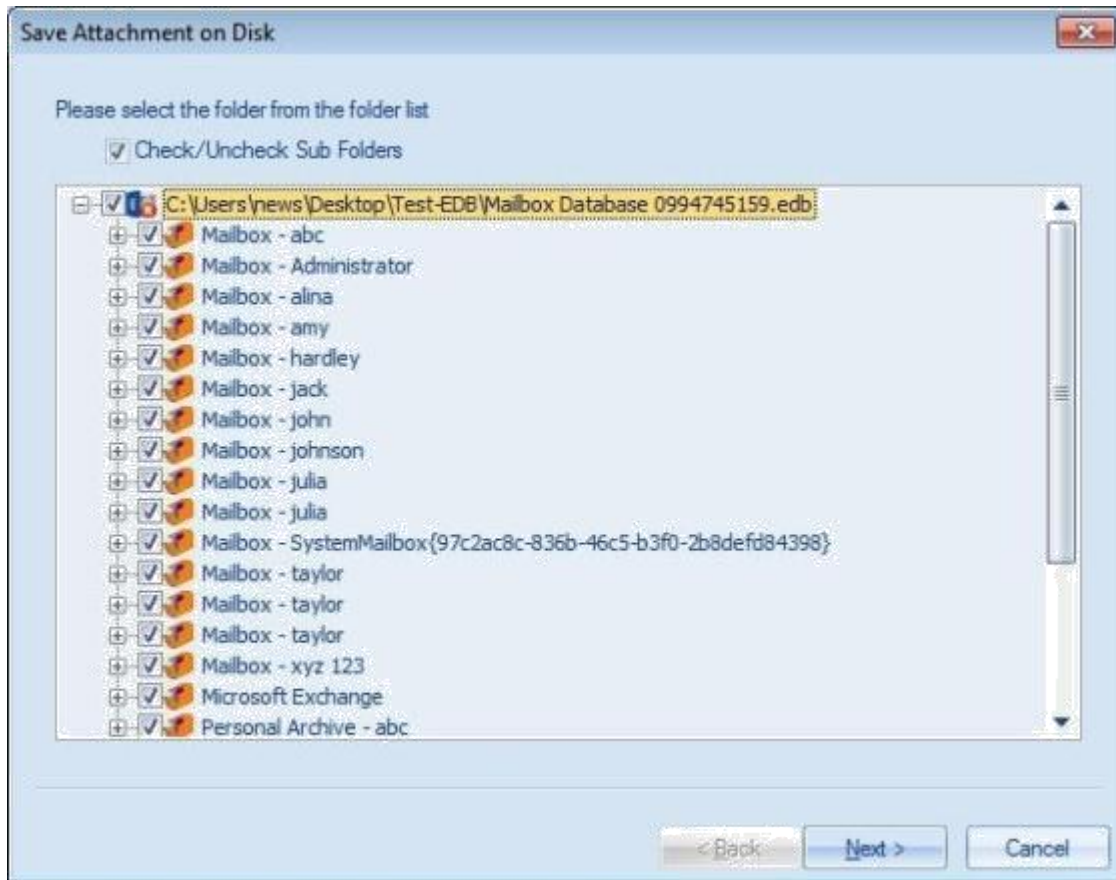 Save Attachment on Disk
Please select the folder from the folder list
Check/Uncheck Sub Folders
C:\Users\news\Desktop\Test-EDB\Mailbox Database 0994745159.edb
Mailbox - abc
Mailbox - Administrator
Mailbox - alina
Mailbox - amy
Mailbox - hardley
Mailbox - jack
Mailbox - john
Mailbox - johnson
Mailbox - julia
Mailbox - julia
Mailbox - SystemMailbox{97c2ac8c-836b-46c5-b3f0-2b8defd84398}
Mailbox - taylor
Mailbox - taylor
Mailbox - taylor
Mailbox - xyz 123
Microsoft Exchange
Personal Archive - abc
< Back Next > Cancel